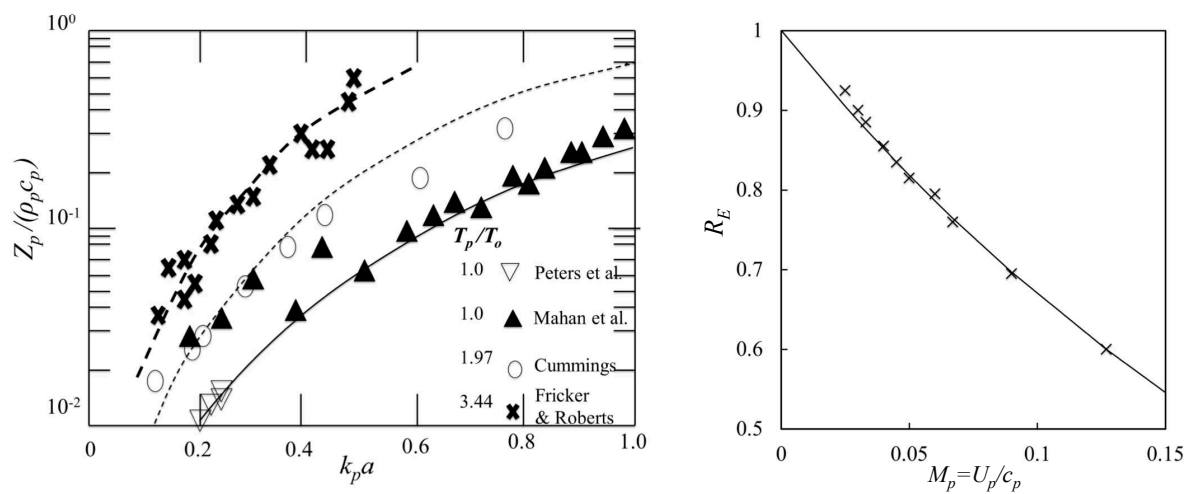 10⁰
Z_p/(ρ_p c_p)
10⁻¹
10⁻²
T_p/T_o
1.0 Peters et al.
1.0 Mahan et al.
1.97 Cummings
3.44 Fricker
& Roberts
0 0.2 0.4 0.6 0.8 1.0
k_p a
1
0.9
0.8
R_E
0.7
0.6
0.5
0 0.05 0.1 0.15
M_p=U_p/c_p